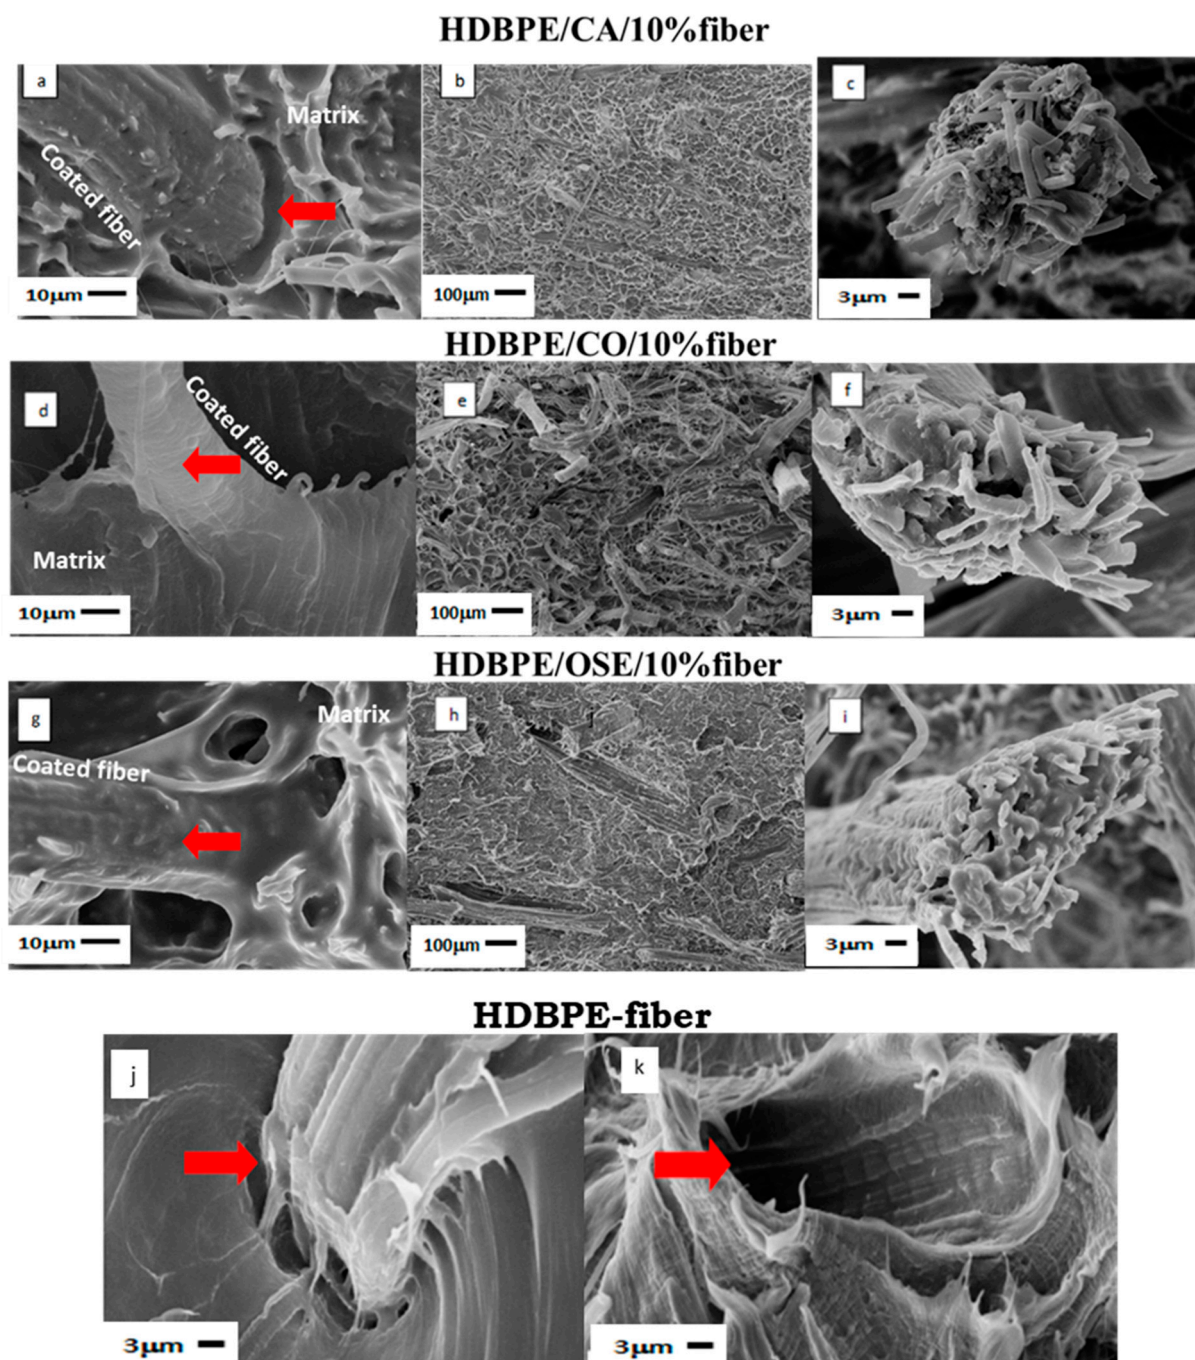 HDBPE/CA/10%fiber
a
Matrix
Coated fiber
10µm
b
100µm
c
3µm
HDBPE/CO/10%fiber
d
Coated fiber
Matrix
10µm
e
100µm
f
3µm
HDBPE/OSE/10%fiber
g
Matrix
Coated fiber
10µm
h
100µm
i
3µm
HDBPE-fiber
j
3µm
k
3µm